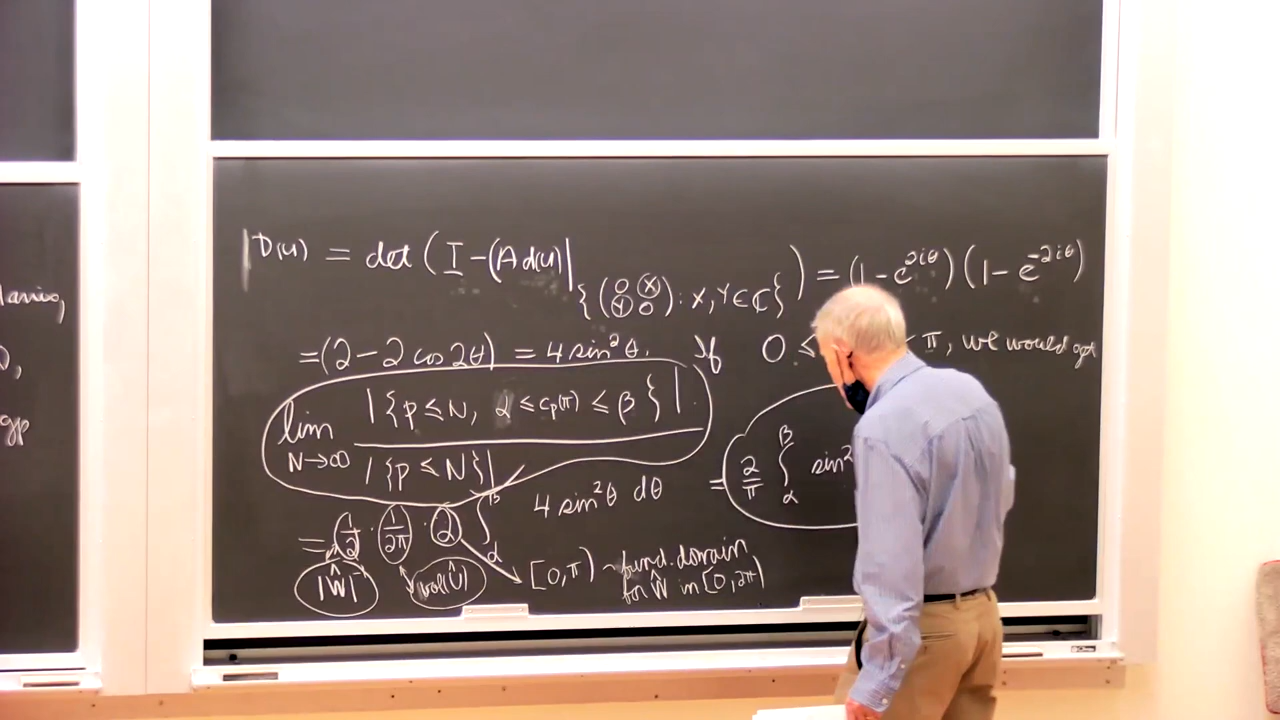 D(u) = det ( I - (Ad(u)| { ( 0 X Y 0 ) : X, Y ∈ ℂ } ) = (1 - e^{2iθ}) (1 - e^{-2iθ})
= (2 - 2 cos 2θ) = 4 sin²θ. If 0 ≤ π, we would get
lim N→∞ |{p ≤ N, α ≤ c_p(π) ≤ β}| / |{p ≤ N}|
= 1/2 · 1/2π · 2 ∫_α^β 4 sin²θ dθ = 2/π ∫_α^β sin²
|Ŵ| vol(Û) [0, π) ~ fund. domain
for Ŵ in [0, 2π)
gp